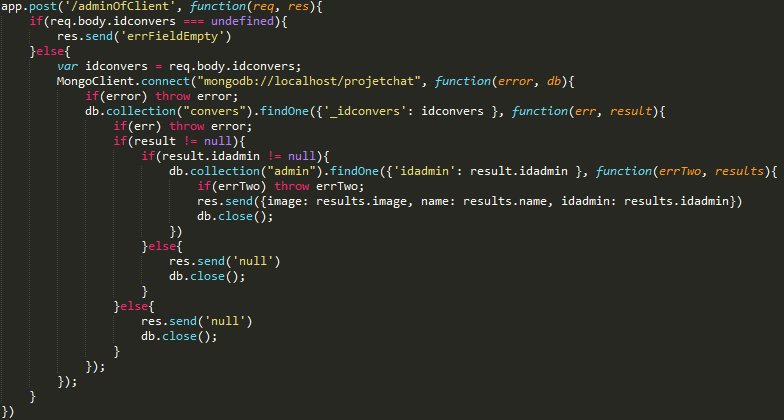 app.post('/adminOfClient', function(req, res){
    if(req.body.idconvers === undefined){
        res.send('errFieldEmpty')
    }else{
        var idconvers = req.body.idconvers;
        MongoClient.connect("mongodb://localhost/projetchat", function(error, db){
            if(error) throw error;
            db.collection("convers").findOne({'_idconvers': idconvers }, function(err, result){
                if(err) throw error;
                if(result != null){
                    if(result.idadmin != null){
                        db.collection("admin").findOne({'idadmin': result.idadmin }, function(errTwo, results){
                            if(errTwo) throw errTwo;
                            res.send({image: results.image, name: results.name, idadmin: results.idadmin})
                            db.close();
                        })
                    }else{
                        res.send('null')
                        db.close();
                    }
                }else{
                    res.send('null')
                    db.close();
                }
            });
        });
    }
})